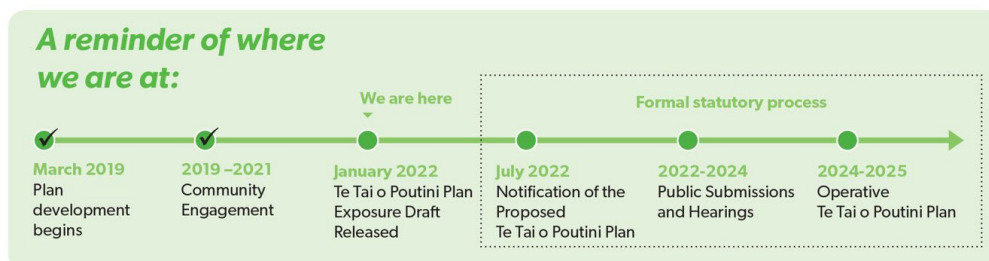 A reminder of where
we are at:
We are here
Formal statutory process
March 2019
Plan
development
begins
2019 –2021
Community
Engagement
January 2022
Te Tai o Poutini Plan
Exposure Draft
Released
July 2022
Notification of the
Proposed
Te Tai o Poutini Plan
2022-2024
Public Submissions
and Hearings
2024-2025
Operative
Te Tai o Poutini Plan